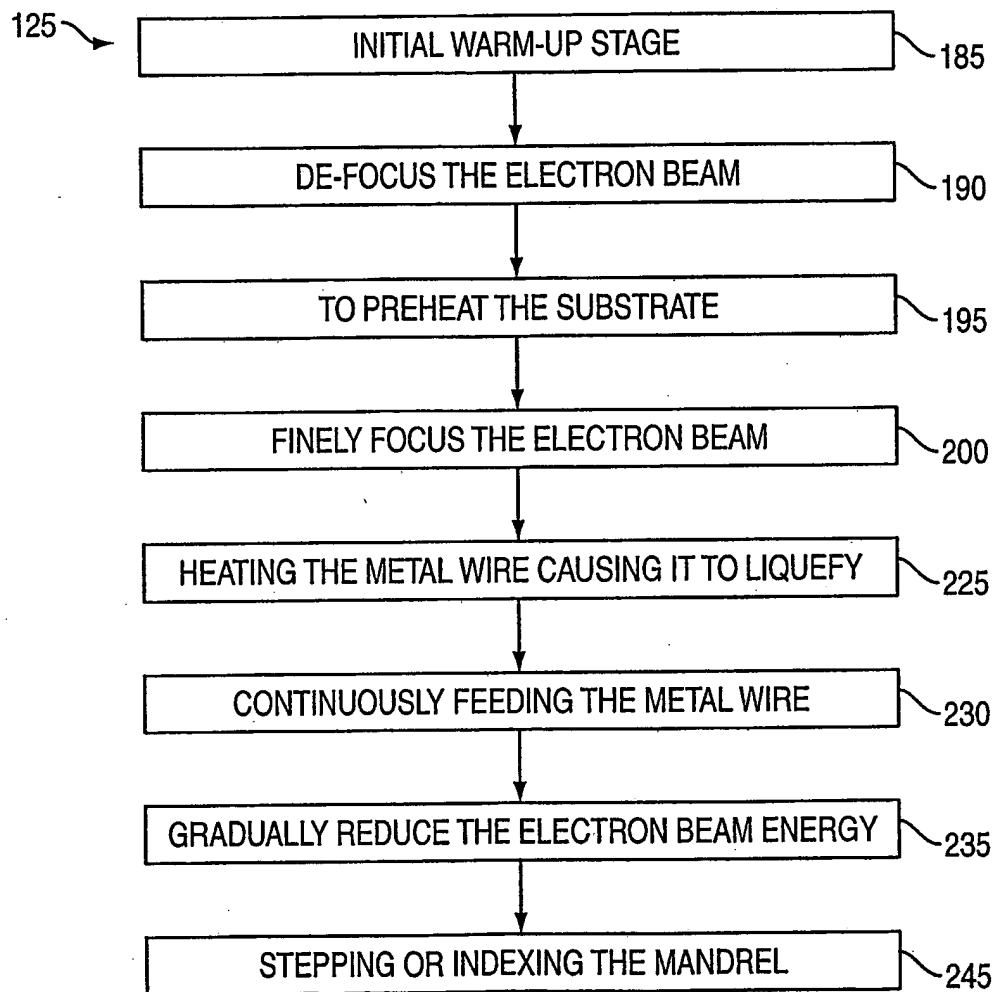 125
INITIAL WARM-UP STAGE
185
DE-FOCUS THE ELECTRON BEAM
190
TO PREHEAT THE SUBSTRATE
195
FINELY FOCUS THE ELECTRON BEAM
200
HEATING THE METAL WIRE CAUSING IT TO LIQUEFY
225
CONTINUOUSLY FEEDING THE METAL WIRE
230
GRADUALLY REDUCE THE ELECTRON BEAM ENERGY
235
STEPPING OR INDEXING THE MANDREL
245